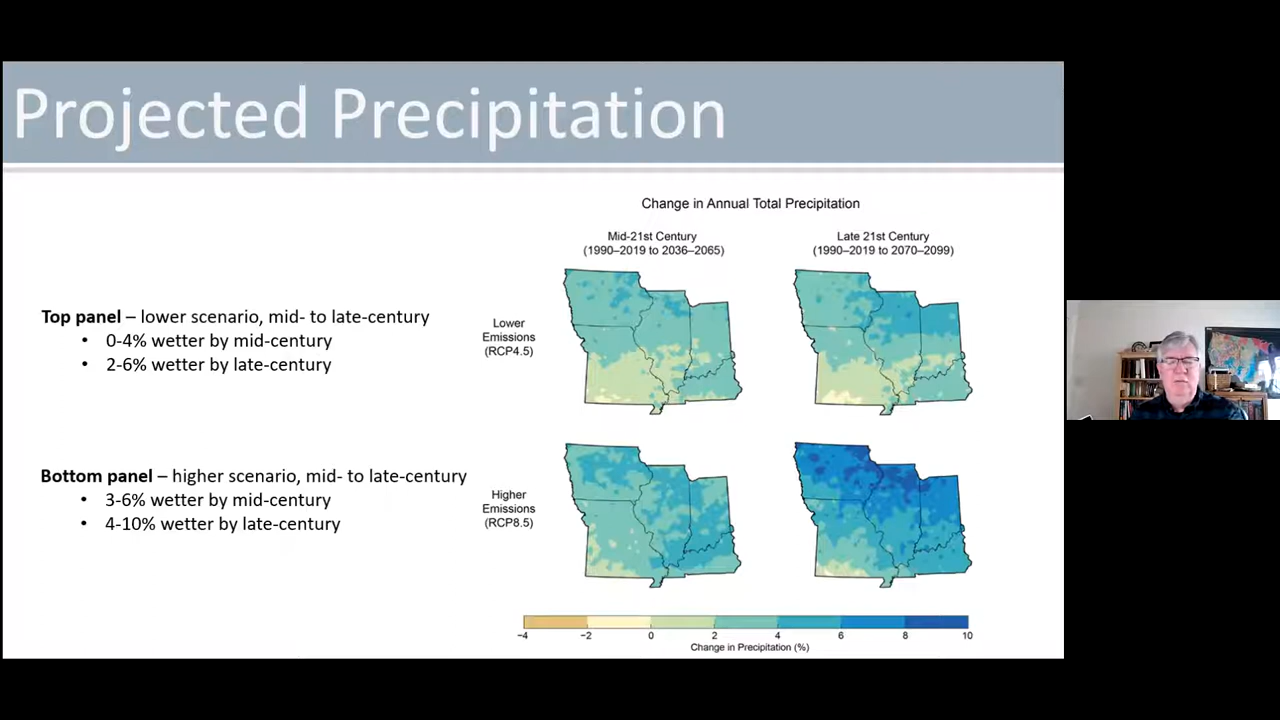 Projected Precipitation
Change in Annual Total Precipitation
Mid-21st Century
(1990–2019 to 2036–2065)
Late 21st Century
(1990–2019 to 2070–2099)
Top panel – lower scenario, mid- to late-century
• 0-4% wetter by mid-century
• 2-6% wetter by late-century
Lower
Emissions
(RCP4.5)
Bottom panel – higher scenario, mid- to late-century
• 3-6% wetter by mid-century
• 4-10% wetter by late-century
Higher
Emissions
(RCP8.5)
−4 −2 0 2 4 6 8 10
Change in Precipitation (%)